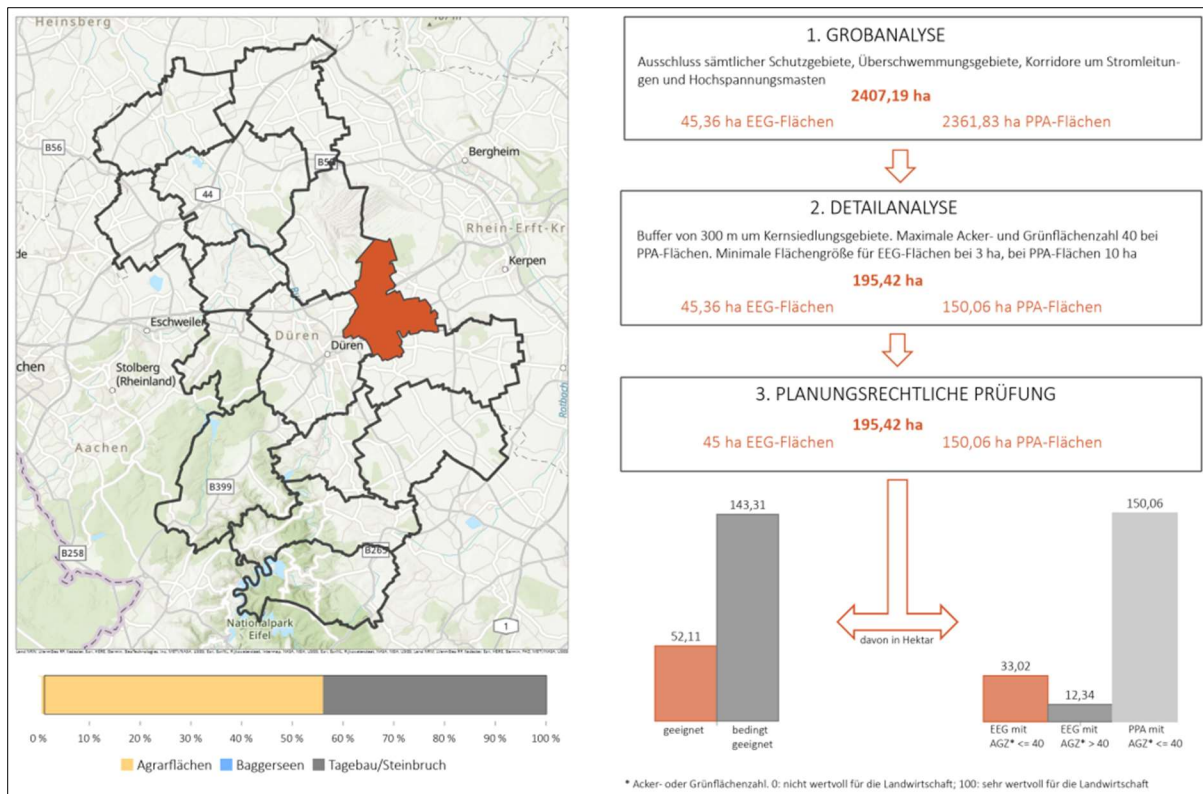 Heinsberg
B56
B55
Bergheim
44
Rhein-Erft-Kr
Kerpen
de
Eschweiler
Düren
Düren
chen
Stolberg
(Rheinland)
Rotbach
Aachen
B399
B258
B265
Nationalpark
Eifel
1
0 %
10 %
20 %
30 %
40 %
50 %
60 %
70 %
80 %
90 %
100 %
Agrarflächen
Baggerseen
Tagebau/Steinbruch
1. GROBANALYSE
Ausschluss sämtlicher Schutzgebiete, Überschwemmungsgebiete, Korridore um Stromleitun-
gen und Hochspannungsmasten
2407,19 ha
45,36 ha EEG-Flächen
2361,83 ha PPA-Flächen
2. DETAILANALYSE
Buffer von 300 m um Kernsiedlungsgebiete. Maximale Acker- und Grünflächenzahl 40 bei
PPA-Flächen. Minimale Flächengröße für EEG-Flächen bei 3 ha, bei PPA-Flächen 10 ha
195,42 ha
45,36 ha EEG-Flächen
150,06 ha PPA-Flächen
3. PLANUNGSRECHTLICHE PRÜFUNG
195,42 ha
45 ha EEG-Flächen
150,06 ha PPA-Flächen
143,31
52,11
geeignet
bedingt
geeignet
davon in Hektar
150,06
33,02
12,34
EEG mit
AGZ* <= 40
EEG mit
AGZ* > 40
PPA mit
AGZ* <= 40
* Acker- oder Grünflächenzahl. 0: nicht wertvoll für die Landwirtschaft; 100: sehr wertvoll für die Landwirtschaft